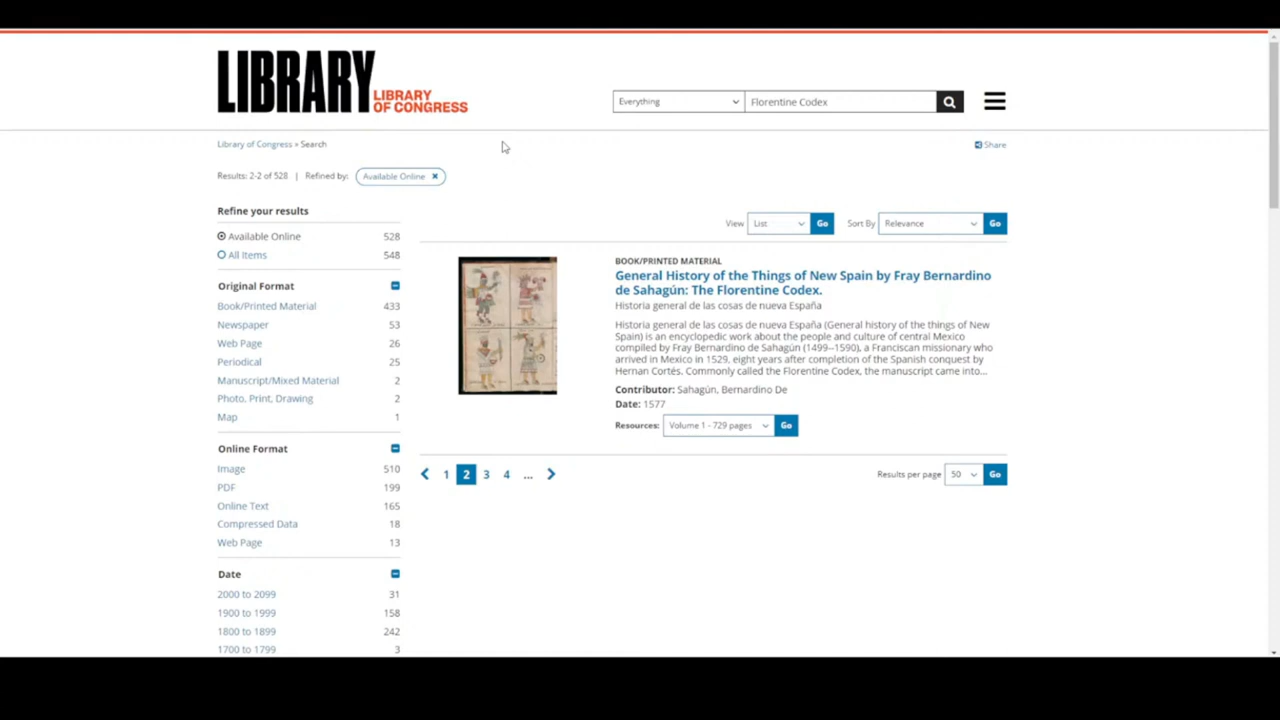 LIBRARY
LIBRARY
OF CONGRESS
Everything
Florentine Codex
Library of Congress » Search
Share
Results: 2-2 of 528 | Refined by: Available Online
Refine your results
Available Online 528
All Items 548
Original Format
Book/Printed Material 433
Newspaper 53
Web Page 26
Periodical 25
Manuscript/Mixed Material 2
Photo, Print, Drawing 2
Map 1
Online Format
Image 510
PDF 199
Online Text 165
Compressed Data 18
Web Page 13
Date
2000 to 2099 31
1900 to 1999 158
1800 to 1899 242
1700 to 1799 3
View List Go Sort By Relevance Go
BOOK/PRINTED MATERIAL
General History of the Things of New Spain by Fray Bernardino
de Sahagún: The Florentine Codex.
Historia general de las cosas de nueva España
Historia general de las cosas de nueva España (General history of the things of New
Spain) is an encyclopedic work about the people and culture of central Mexico
compiled by Fray Bernardino de Sahagún (1499--1590), a Franciscan missionary who
arrived in Mexico in 1529, eight years after completion of the Spanish conquest by
Hernan Cortés. Commonly called the Florentine Codex, the manuscript came into...
Contributor: Sahagún, Bernardino De
Date: 1577
Resources: Volume 1 - 729 pages Go
1 2 3 4 ...
Results per page 50 Go